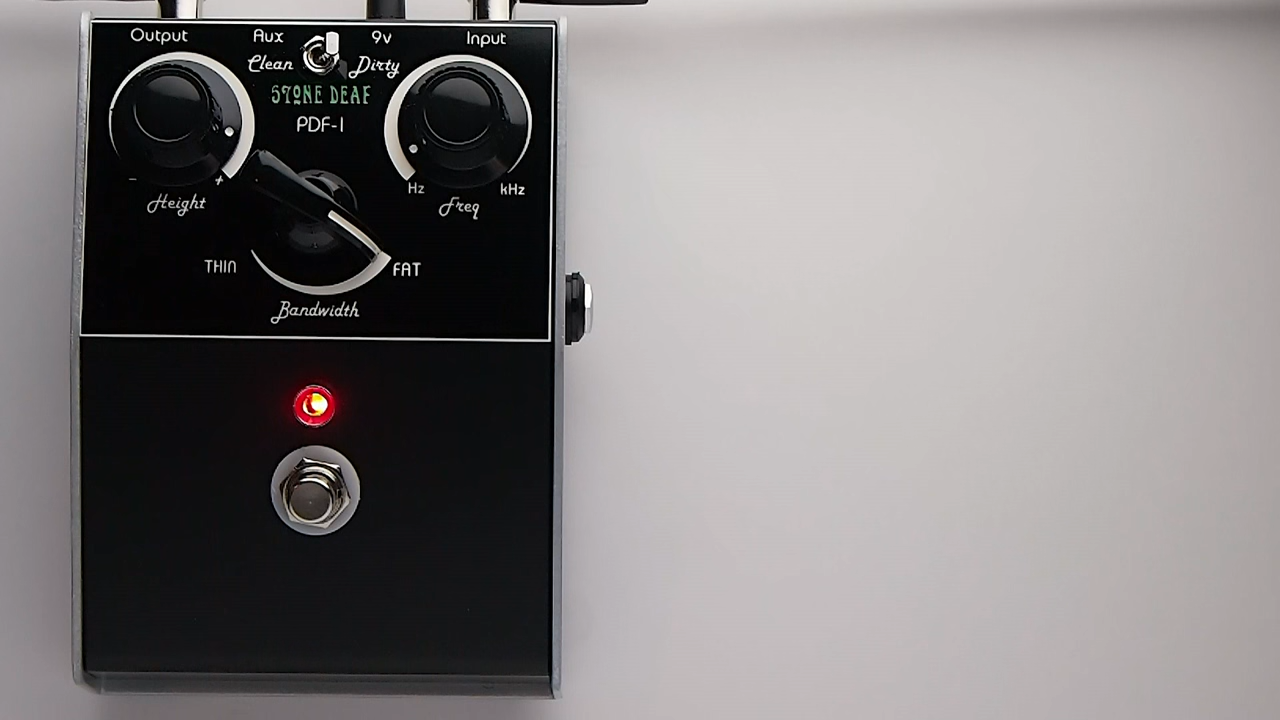 Output Aux 9v Input
Clean Dirty
STONE DEAF
PDF-1
- + Hz kHz
Height Freq
THIN FAT
Bandwidth